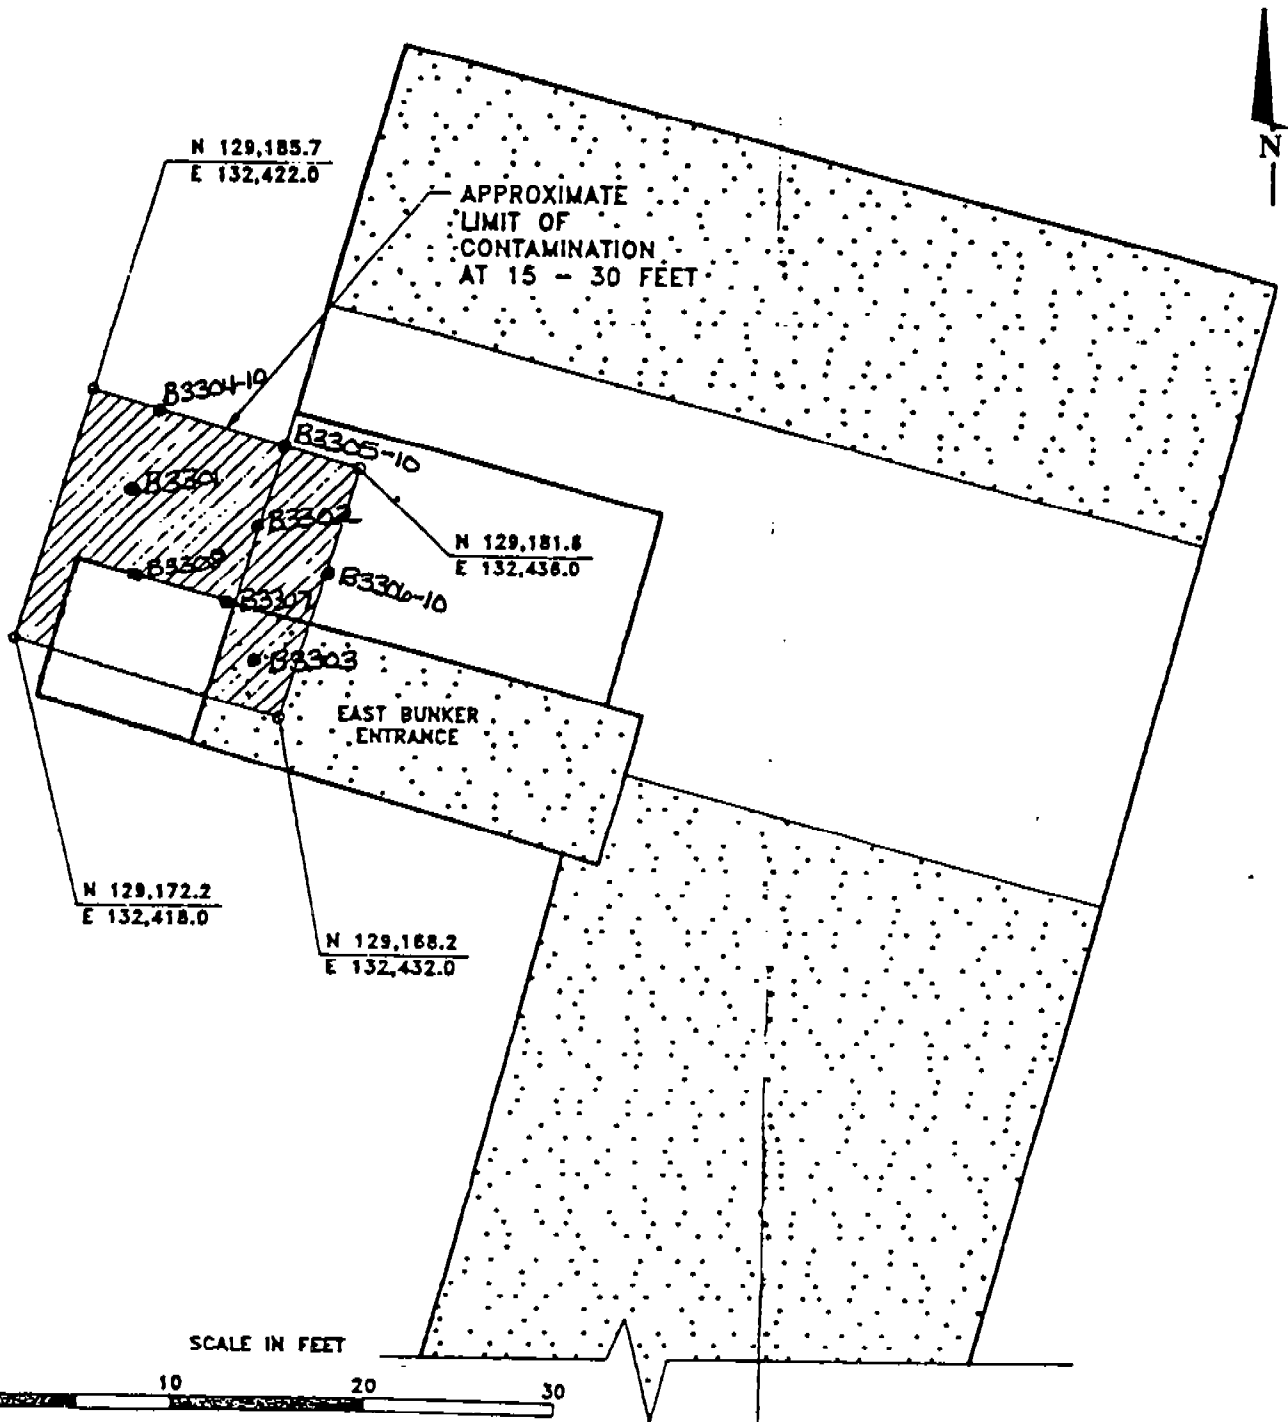 N
N 129,185.7
E 132,422.0
APPROXIMATE
LIMIT OF
CONTAMINATION
AT 15 - 30 FEET
B3304-10
B3305-10
B3301
B3302
N 129,181.6
E 132,436.0
B3306-10
B3307
B3303
EAST BUNKER
ENTRANCE
N 129,172.2
E 132,418.0
N 129,168.2
E 132,432.0
SCALE IN FEET
10
20
30